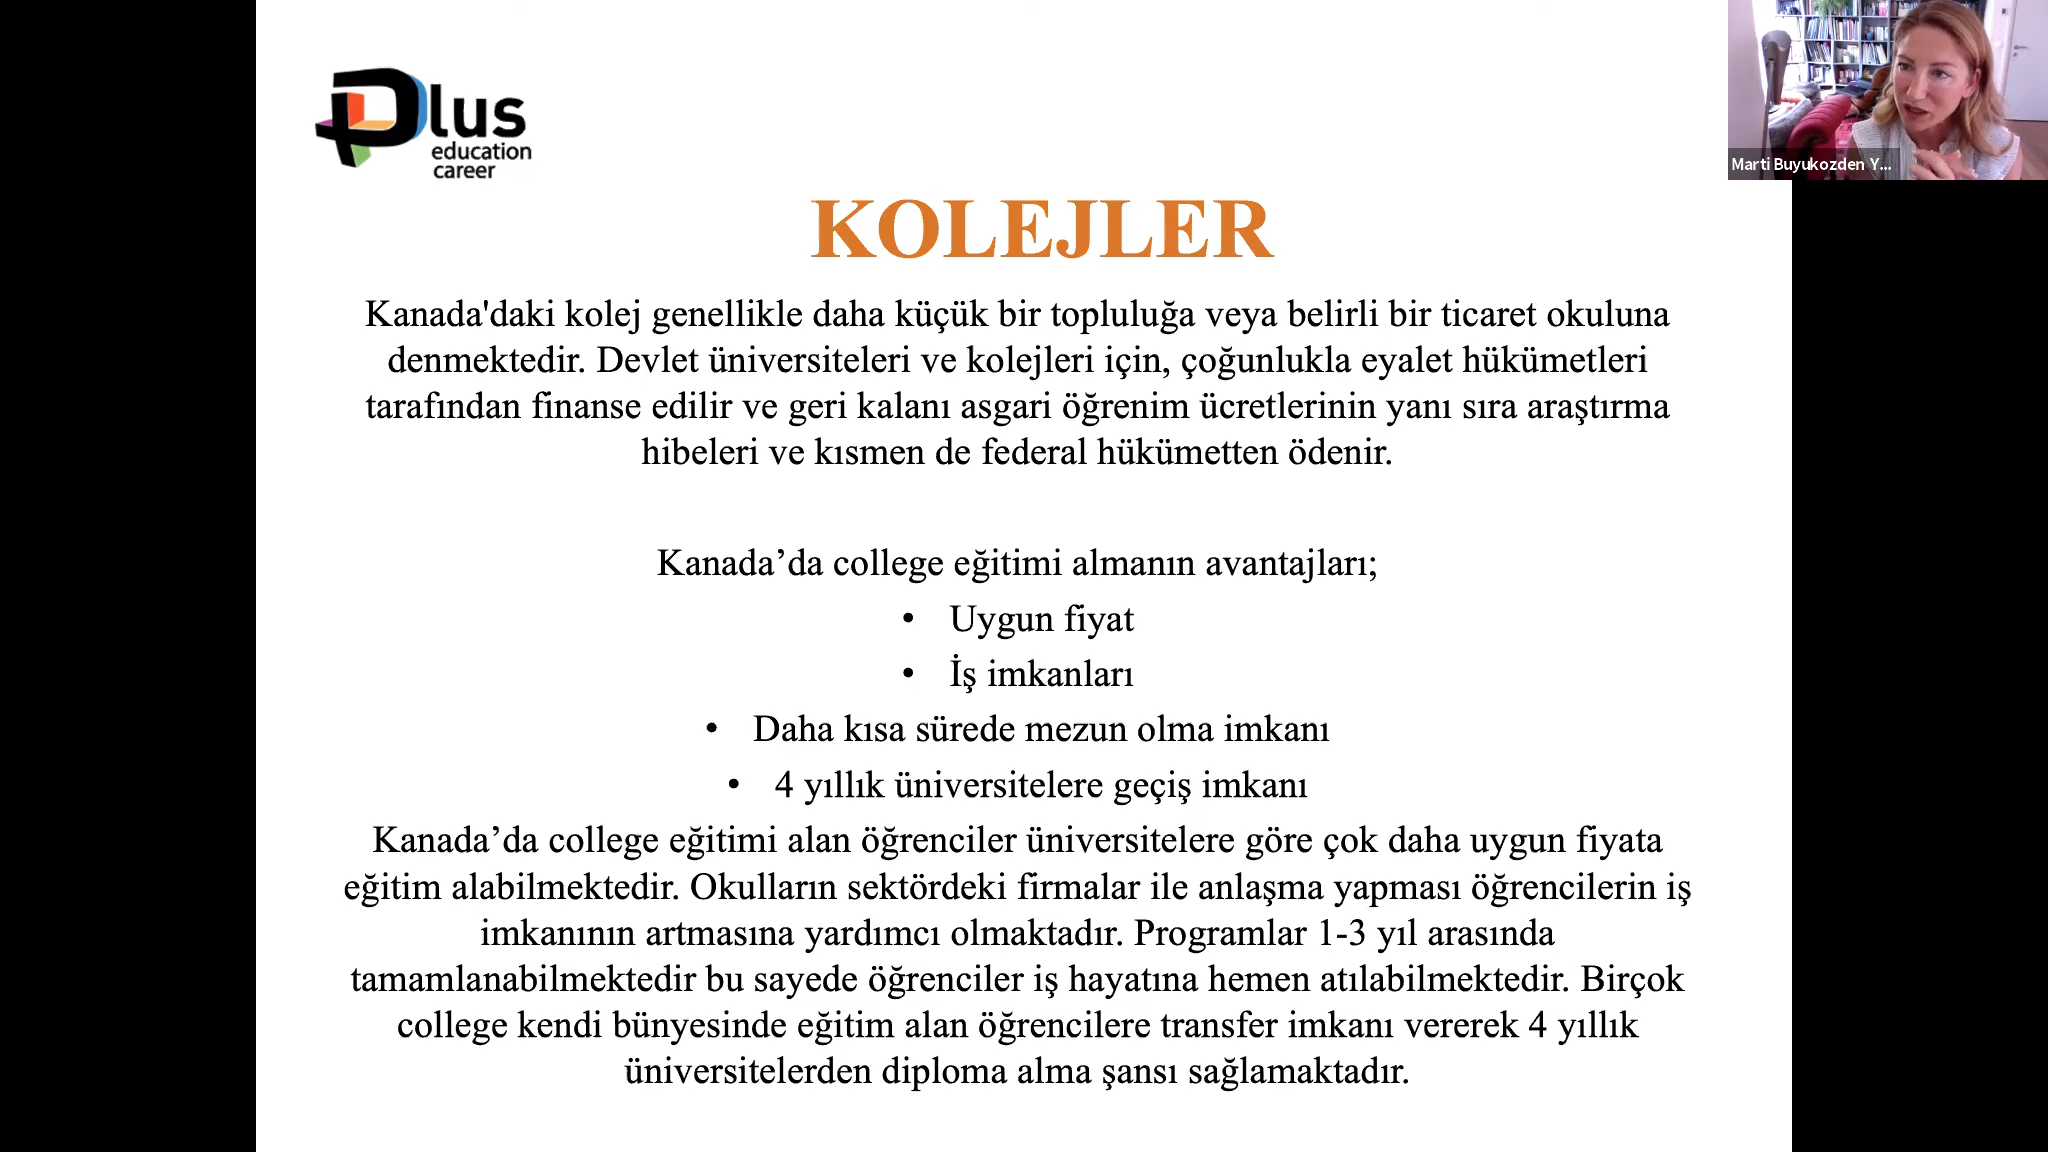 Plus
education
career
Marti Buyukozden Y...
KOLEJLER
Kanada'daki kolej genellikle daha küçük bir topluluğa veya belirli bir ticaret okuluna
denmektedir. Devlet üniversiteleri ve kolejleri için, çoğunlukla eyalet hükümetleri
tarafından finanse edilir ve geri kalanı asgari öğrenim ücretlerinin yanı sıra araştırma
hibeleri ve kısmen de federal hükümetten ödenir.
Kanada’da college eğitimi almanın avantajları;
• Uygun fiyat
• İş imkanları
• Daha kısa sürede mezun olma imkanı
• 4 yıllık üniversitelere geçiş imkanı
Kanada’da college eğitimi alan öğrenciler üniversitelere göre çok daha uygun fiyata
eğitim alabilmektedir. Okulların sektördeki firmalar ile anlaşma yapması öğrencilerin iş
imkanının artmasına yardımcı olmaktadır. Programlar 1-3 yıl arasında
tamamlanabilmektedir bu sayede öğrenciler iş hayatına hemen atılabilmektedir. Birçok
college kendi bünyesinde eğitim alan öğrencilere transfer imkanı vererek 4 yıllık
üniversitelerden diploma alma şansı sağlamaktadır.